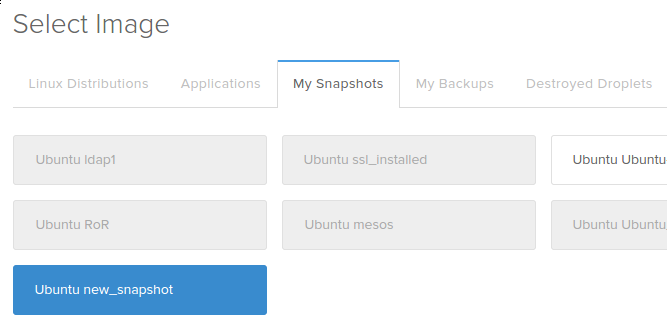 Select Image
Linux Distributions Applications My Snapshots My Backups Destroyed Droplets
Ubuntu ldap1 Ubuntu ssl_installed Ubuntu Ubuntu
Ubuntu RoR Ubuntu mesos Ubuntu Ubuntu
Ubuntu new_snapshot